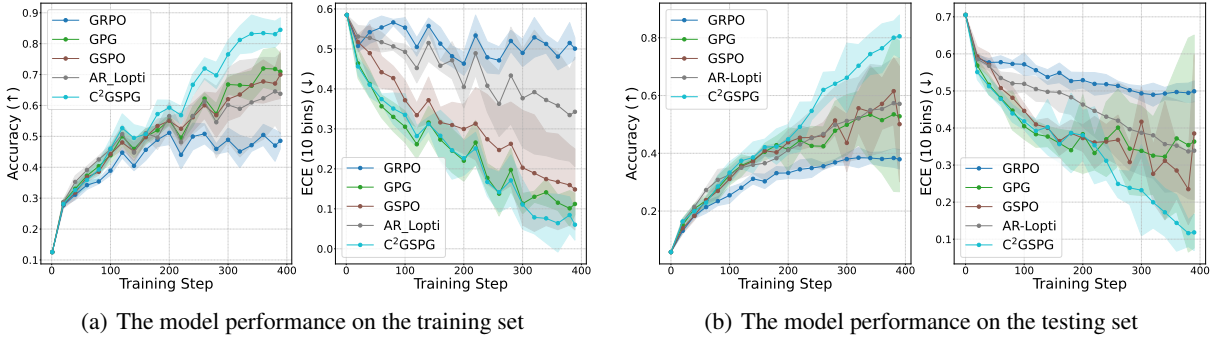 Accuracy (↑)
0.9
0.8
0.7
0.6
0.5
0.4
0.3
0.2
0.1
GRPO
GPG
GSPO
AR_Lopti
C²GSPG
0 100 200 300 400
Training Step
ECE (10 bins) (↓)
0.6
0.5
0.4
0.3
0.2
0.1
0.0
GRPO
GPG
GSPO
AR_Lopti
C²GSPG
0 100 200 300 400
Training Step
(a) The model performance on the training set
Accuracy (↑)
0.8
0.6
0.4
0.2
GRPO
GPG
GSPO
AR-Lopti
C²GSPG
0 100 200 300 400
Training Step
ECE (10 bins) (↓)
0.7
0.6
0.5
0.4
0.3
0.2
0.1
GRPO
GPG
GSPO
AR-Lopti
C²GSPG
0 100 200 300 400
Training Step
(b) The model performance on the testing set